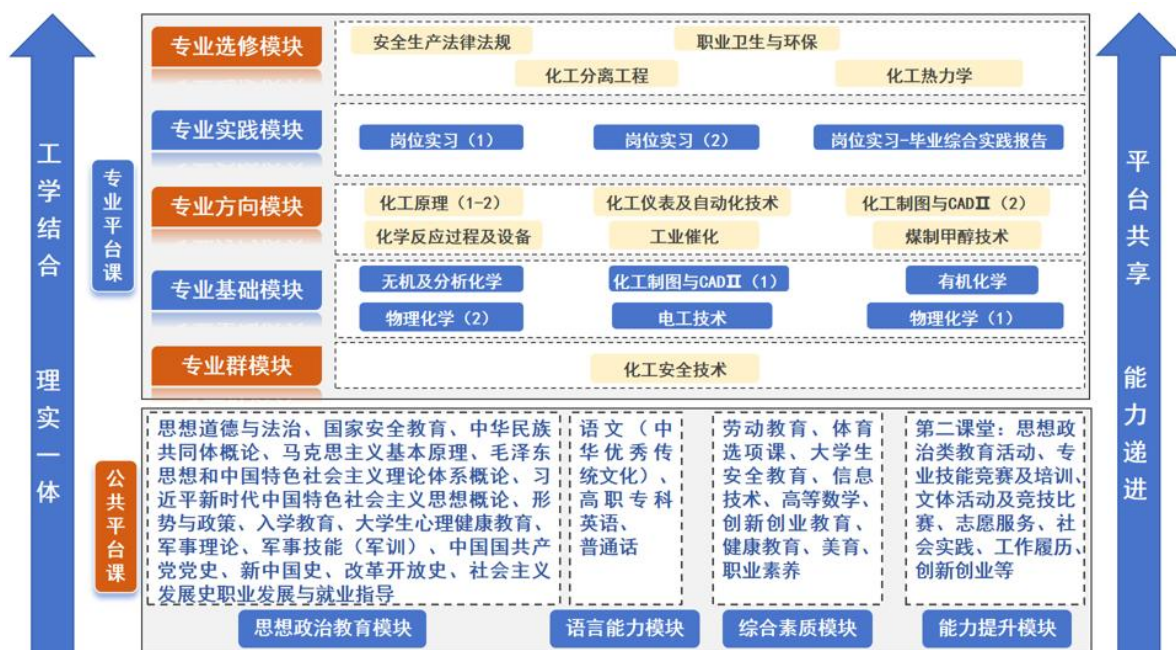 工学结合 理实一体
专业平台课
专业选修模块
安全生产法律法规
职业卫生与环保
化工分离工程
化工热力学
专业实践模块
岗位实习（1）
岗位实习（2）
岗位实习-毕业综合实践报告
专业方向模块
化工原理（1-2）
化工仪表及自动化技术
化工制图与CADⅡ（2）
化学反应过程及设备
工业催化
煤制甲醇技术
专业基础模块
无机及分析化学
化工制图与CADⅡ（1）
有机化学
物理化学（2）
电工技术
物理化学（1）
专业群模块
化工安全技术
公共平台课
思想道德与法治、国家安全教育、中华民族
共同体概论、马克思主义基本原理、毛泽东
思想和中国特色社会主义理论体系概论、习
近平新时代中国特色社会主义思想概论、形
势与政策、入学教育、大学生心理健康教育、
军事理论、军事技能（军训）、中国国共产
党党史、新中国史、改革开放史、社会主义
发展史职业发展与就业指导
思想政治教育模块
语文（中
华优秀传
统文化）、
高职专科
英语、
普通话
语言能力模块
劳动教育、体育
选项课、大学生
安全教育、信息
技术、高等数学、
创新创业教育、
健康教育、美育、
职业素养
综合素质模块
第二课堂：思想政
治类教育活动、专
业技能竞赛及培训、
文体活动及竞技比
赛、志愿服务、社
会实践、工作履历、
创新创业等
能力提升模块
平台共享 能力递进